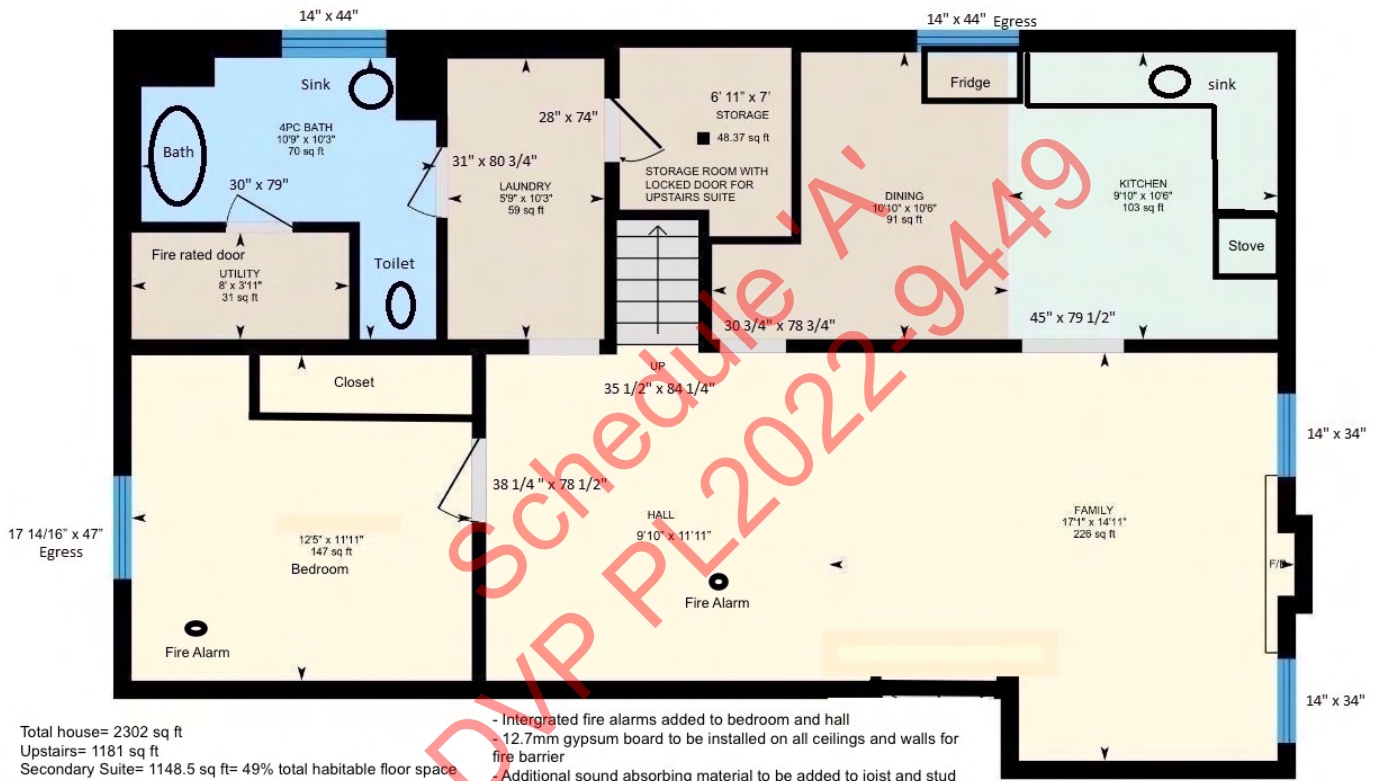 14" x 44"
14" x 44" Egress
Sink
Bath
4PC BATH
10'9" x 10'3"
70 sq ft
30" x 79"
31" x 80 3/4"
LAUNDRY
5'9" x 10'3"
59 sq ft
28" x 74"
6' 11" x 7'
STORAGE
48.37 sq ft
STORAGE ROOM WITH
LOCKED DOOR FOR
UPSTAIRS SUITE
Fridge
sink
DINING
10'10" x 10'6"
91 sq ft
KITCHEN
9'10" x 10'6"
103 sq ft
Stove
Fire rated door
UTILITY
8' x 3'11"
31 sq ft
Toilet
30 3/4" x 78 3/4"
45" x 79 1/2"
UP
35 1/2" x 84 1/4"
Closet
14" x 34"
38 1/4 " x 78 1/2"
17 14/16" x 47"
Egress
12'5" x 11'11"
147 sq ft
Bedroom
HALL
9'10" x 11'11"
FAMILY
17'1" x 14'11"
226 sq ft
Fire Alarm
Fire Alarm
14" x 34"
Schedule 'A'
DVP PL2022-9449
Total house= 2302 sq ft
Upstairs= 1181 sq ft
Secondary Suite= 1148.5 sq ft= 49% total habitable floor space
- Intergrated fire alarms added to bedroom and hall
- 12.7mm gypsum board to be installed on all ceilings and walls for
fire barrier
- Additional sound absorbing material to be added to joist and stud